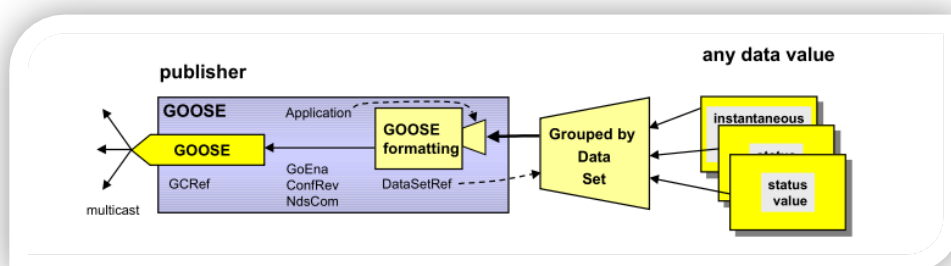 any data value
publisher
GOOSE
Application
instantaneous
GOOSE
formatting
Grouped by
Data
Set
GOOSE
status
status
value
GCRef
GoEna
ConfRev
NdsCom
DataSetRef
multicast